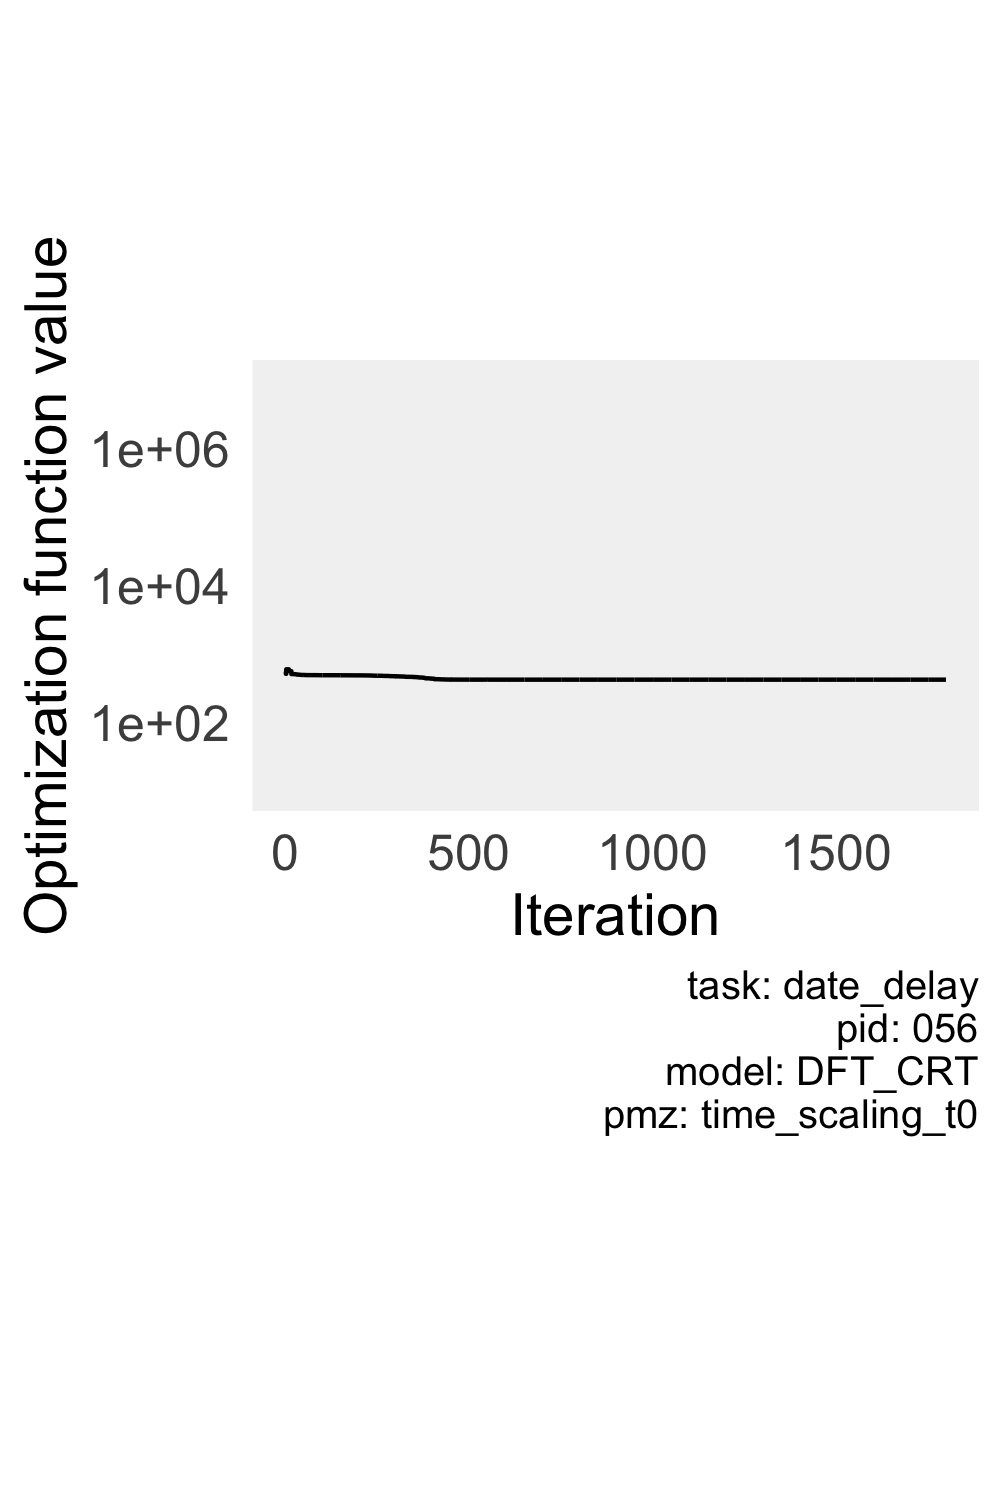 Optimization function value
1e+06
1e+04
1e+02
0 500 1000 1500
Iteration
task: date_delay
pid: 056
model: DFT_CRT
pmz: time_scaling_t0